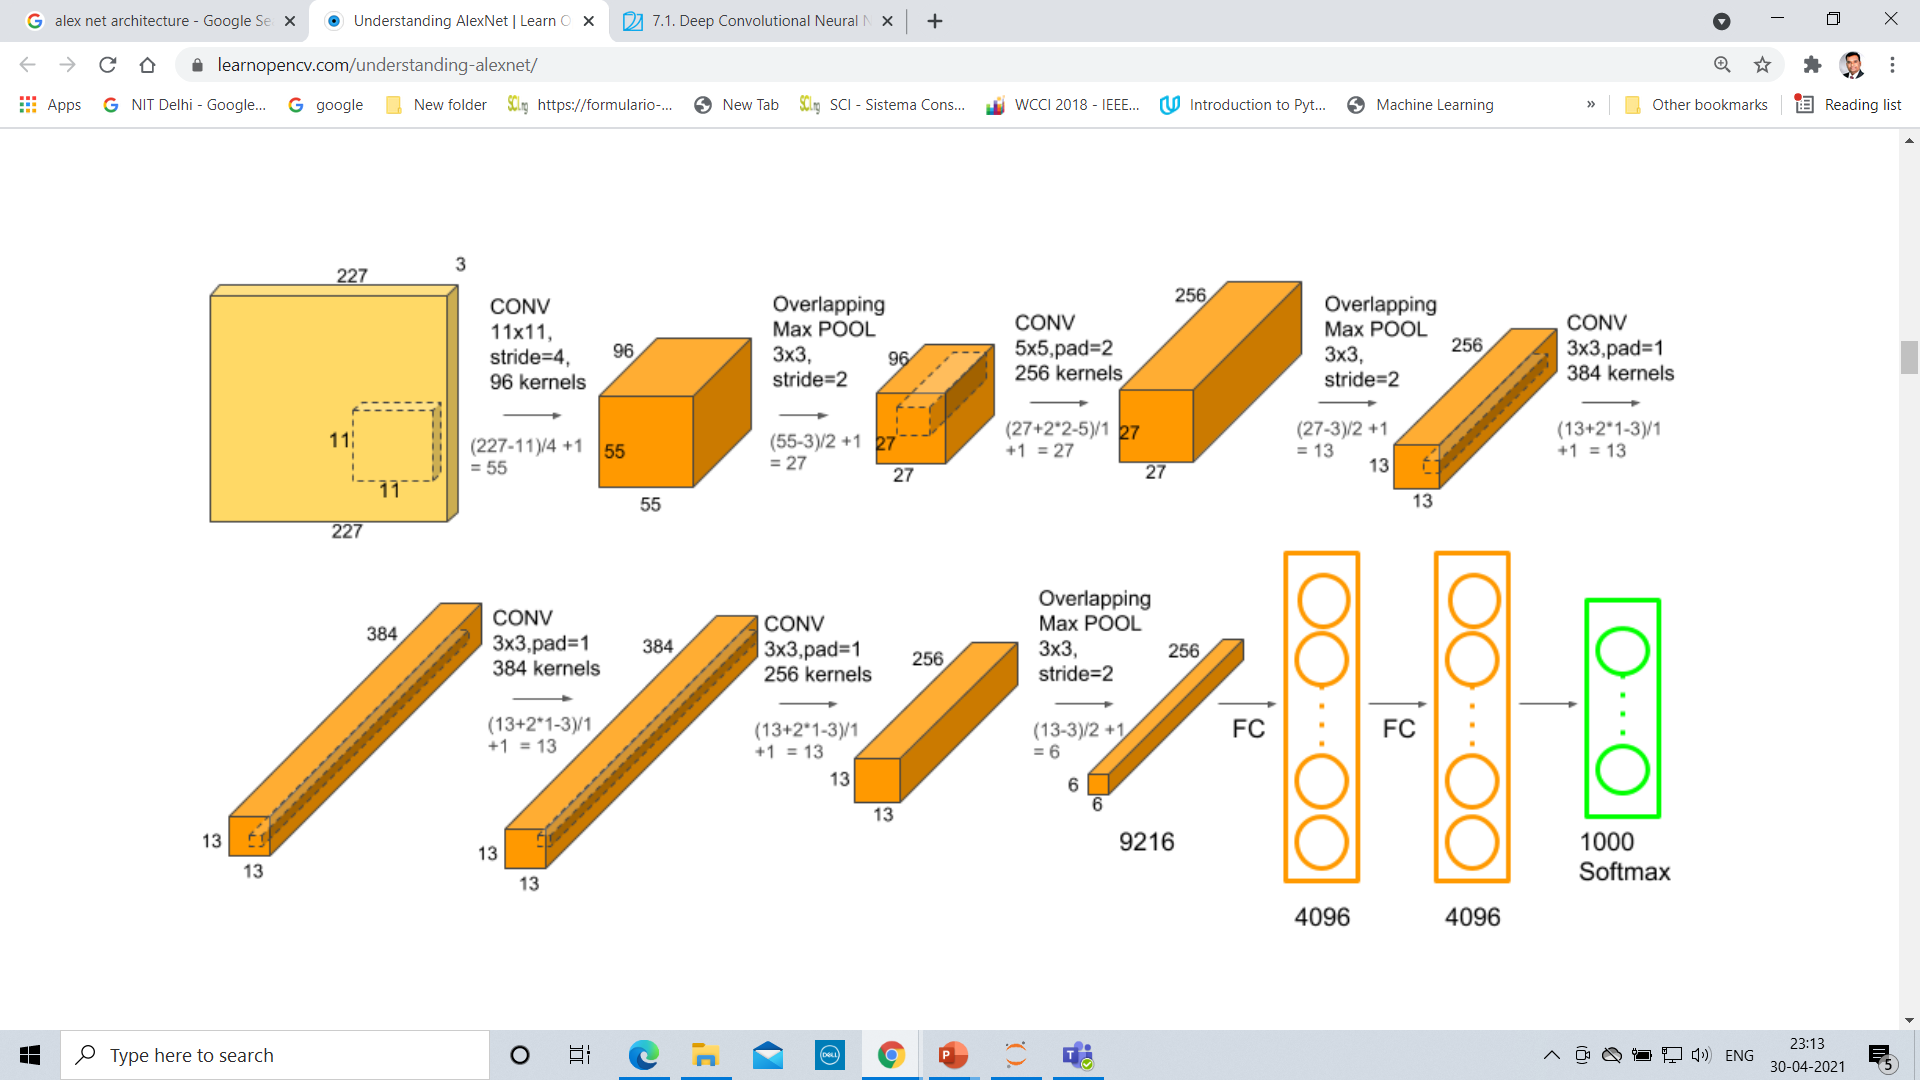 alex net architecture - Google Se
Understanding AlexNet | Learn O
7.1. Deep Convolutional Neural N
learnopencv.com/understanding-alexnet/
Apps
NIT Delhi - Google...
google
New folder
https://formulario-...
New Tab
SCI - Sistema Cons...
WCCI 2018 - IEEE...
Introduction to Pyt...
Machine Learning
»
Other bookmarks
Reading list
227
3
11
11
227
CONV
11x11,
stride=4,
96 kernels
(227-11)/4 +1
= 55
96
55
55
Overlapping
Max POOL
3x3,
stride=2
(55-3)/2 +1
= 27
96
27
27
CONV
5x5,pad=2
256 kernels
(27+2*2-5)/1
+1 = 27
256
27
27
Overlapping
Max POOL
3x3,
stride=2
(27-3)/2 +1
= 13
256
13
13
CONV
3x3,pad=1
384 kernels
(13+2*1-3)/1
+1 = 13
384
13
13
CONV
3x3,pad=1
384 kernels
(13+2*1-3)/1
+1 = 13
384
13
13
CONV
3x3,pad=1
256 kernels
(13+2*1-3)/1
+1 = 13
256
13
13
Overlapping
Max POOL
3x3,
stride=2
(13-3)/2 +1
= 6
256
6
6
9216
FC
4096
FC
4096
1000
Softmax
Type here to search
DELL
ENG
23:13
30-04-2021
5